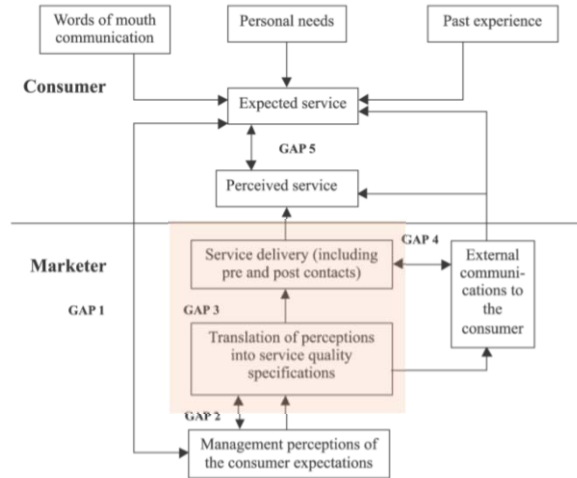 Words of mouth
communication
Personal needs
Past experience
Consumer
Expected service
GAP 5
Perceived service
Marketer
Service delivery (including
pre and post contacts)
GAP 4
External
communi-
cations to
the
consumer
GAP 1
GAP 3
Translation of perceptions
into service quality
specifications
GAP 2
Management perceptions of
the consumer expectations